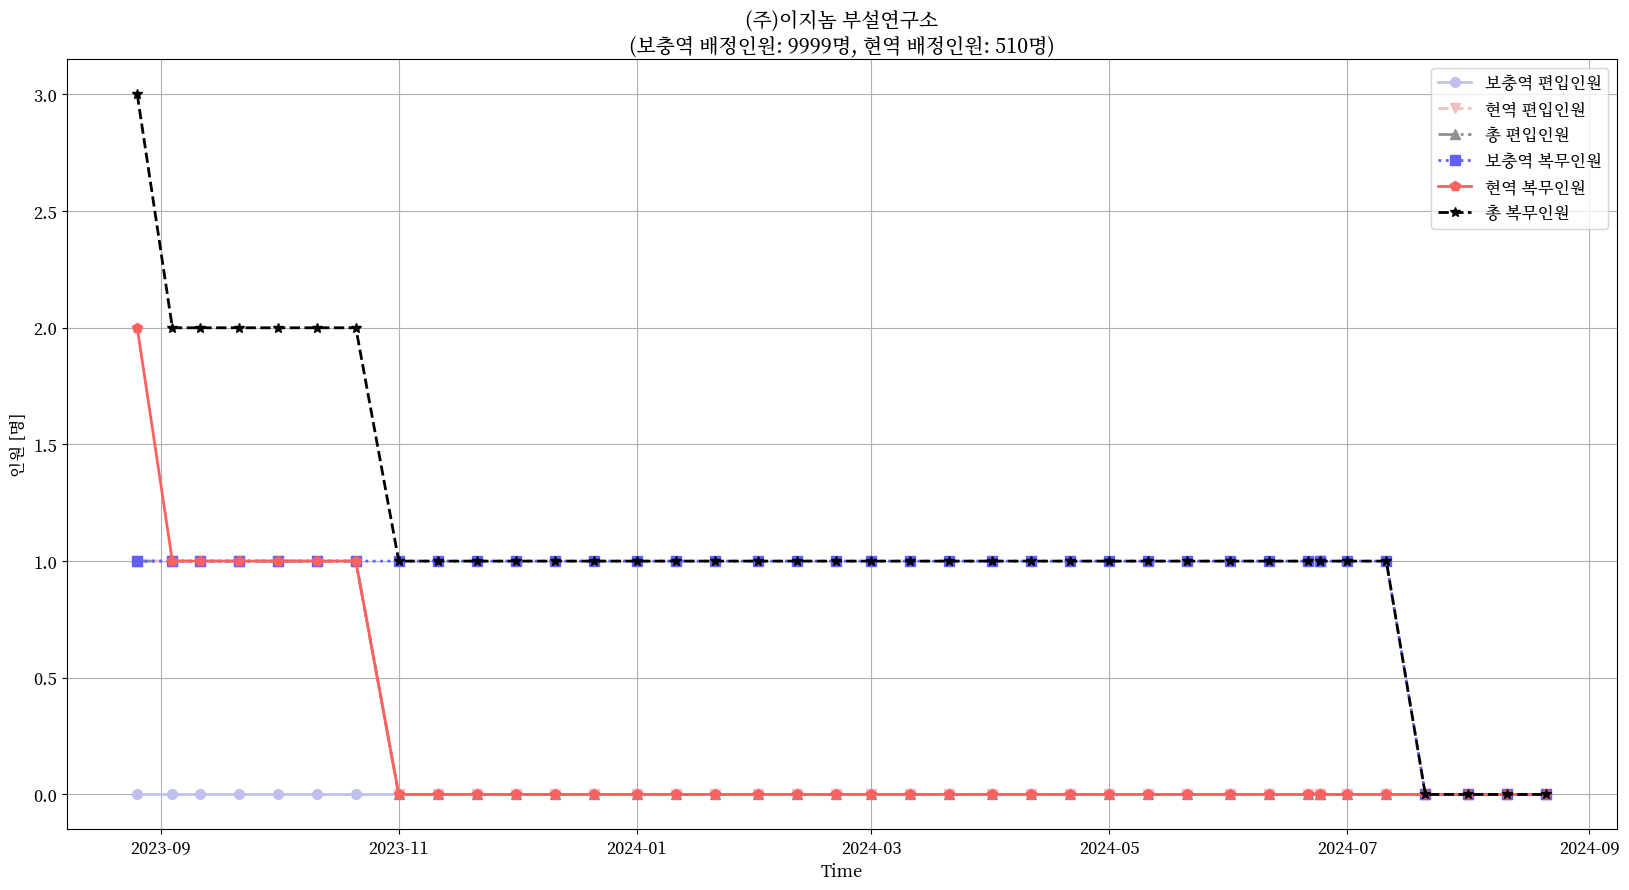 (주)이지놈 부설연구소
(보충역 배정인원: 9999명, 현역 배정인원: 510명)
보충역 편입인원
현역 편입인원
총 편입인원
보충역 복무인원
현역 복무인원
총 복무인원
인원 [명]
3.0
2.5
2.0
1.5
1.0
0.5
0.0
2023-09
2023-11
2024-01
2024-03
2024-05
2024-07
2024-09
Time